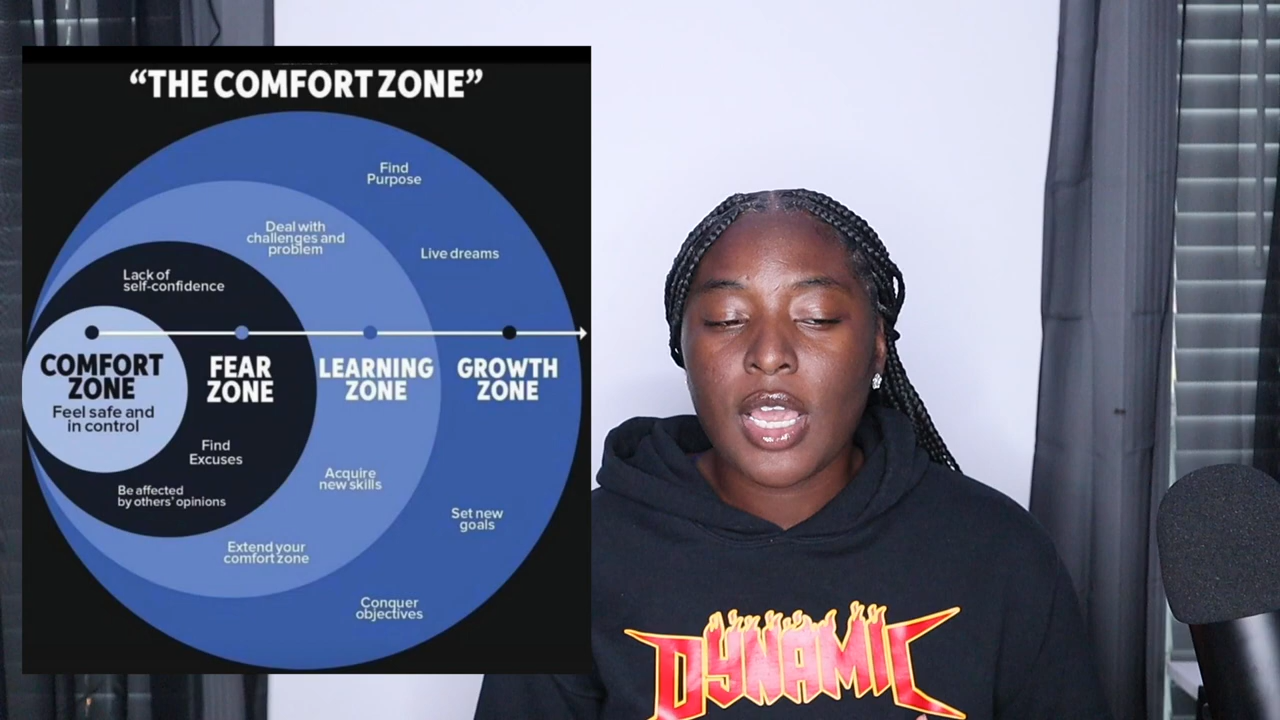 “THE COMFORT ZONE”
Find
Purpose
Deal with
challenges and
problem
Live dreams
Lack of
self-confidence
COMFORT
ZONE
Feel safe and
in control
FEAR
ZONE
LEARNING
ZONE
GROWTH
ZONE
Find
Excuses
Be affected
by others' opinions
Acquire
new skills
Set new
goals
Extend your
comfort zone
Conquer
objectives
DYNAMIC